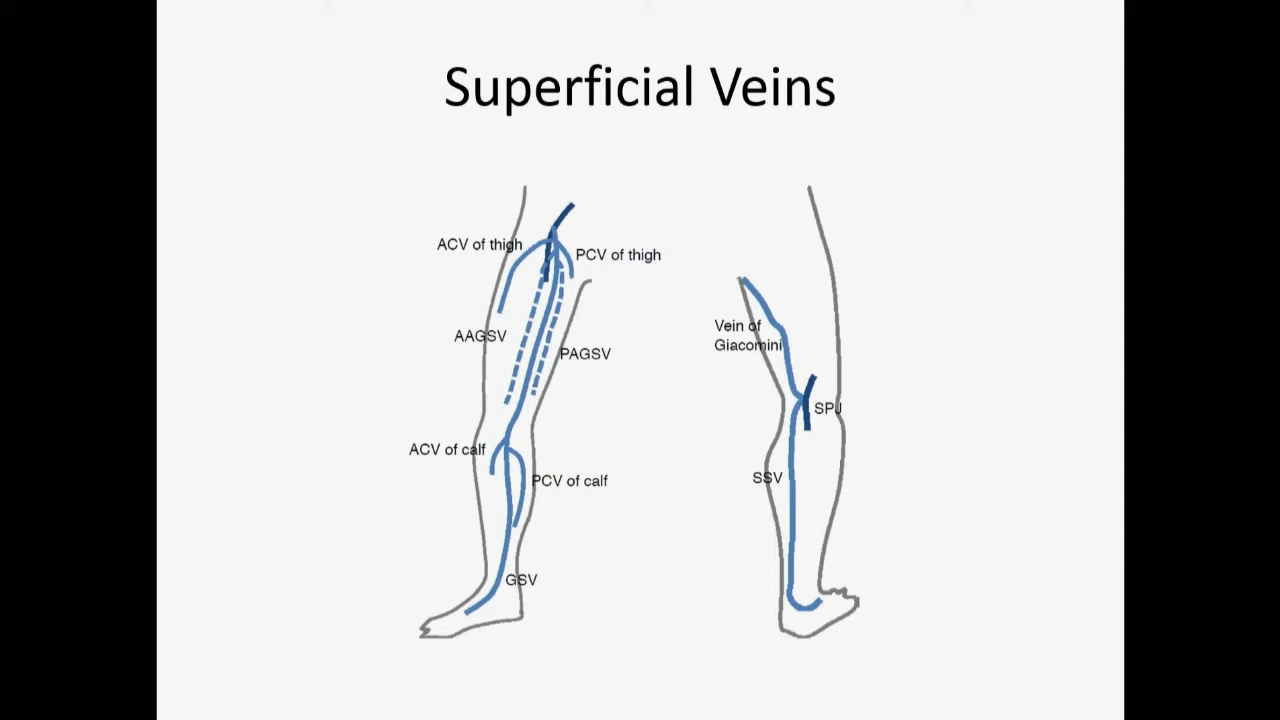 Superficial Veins
ACV of thigh
PCV of thigh
AAGSV
PAGSV
ACV of calf
PCV of calf
GSV
Vein of
Giacomini
SPJ
SSV